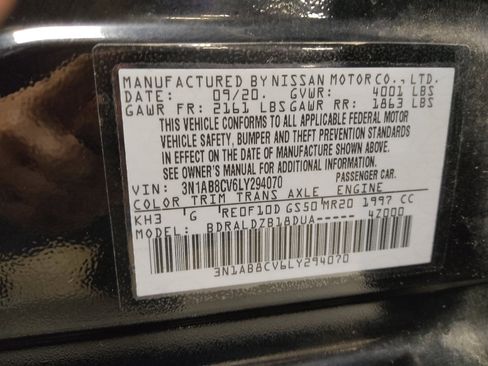 MANUFACTURED BY NISSAN MOTOR CO., LTD.
DATE: 09/20. GVWR: 4001 LBS
GAWR FR: 2161 LBS GAWR RR: 1863 LBS
THIS VEHICLE CONFORMS TO ALL APPLICABLE FEDERAL MOTOR
VEHICLE SAFETY, BUMPER AND THEFT PREVENTION STANDARDS
IN EFFECT ON THE DATE OF MANUFACTURE SHOWN ABOVE.
SEE OWNER'S MANUAL FOR ADDITIONAL INFORMATION.
VIN: 3N1AB8CV6LY294070 PASSENGER CAR.
COLOR TRIM TRANS AXLE ENGINE
KH3 G RE0F10D GS50 MR20 1997 CC
MODEL: BDRALDZB18DUA----- 47000
3N1AB8CV6LY294070